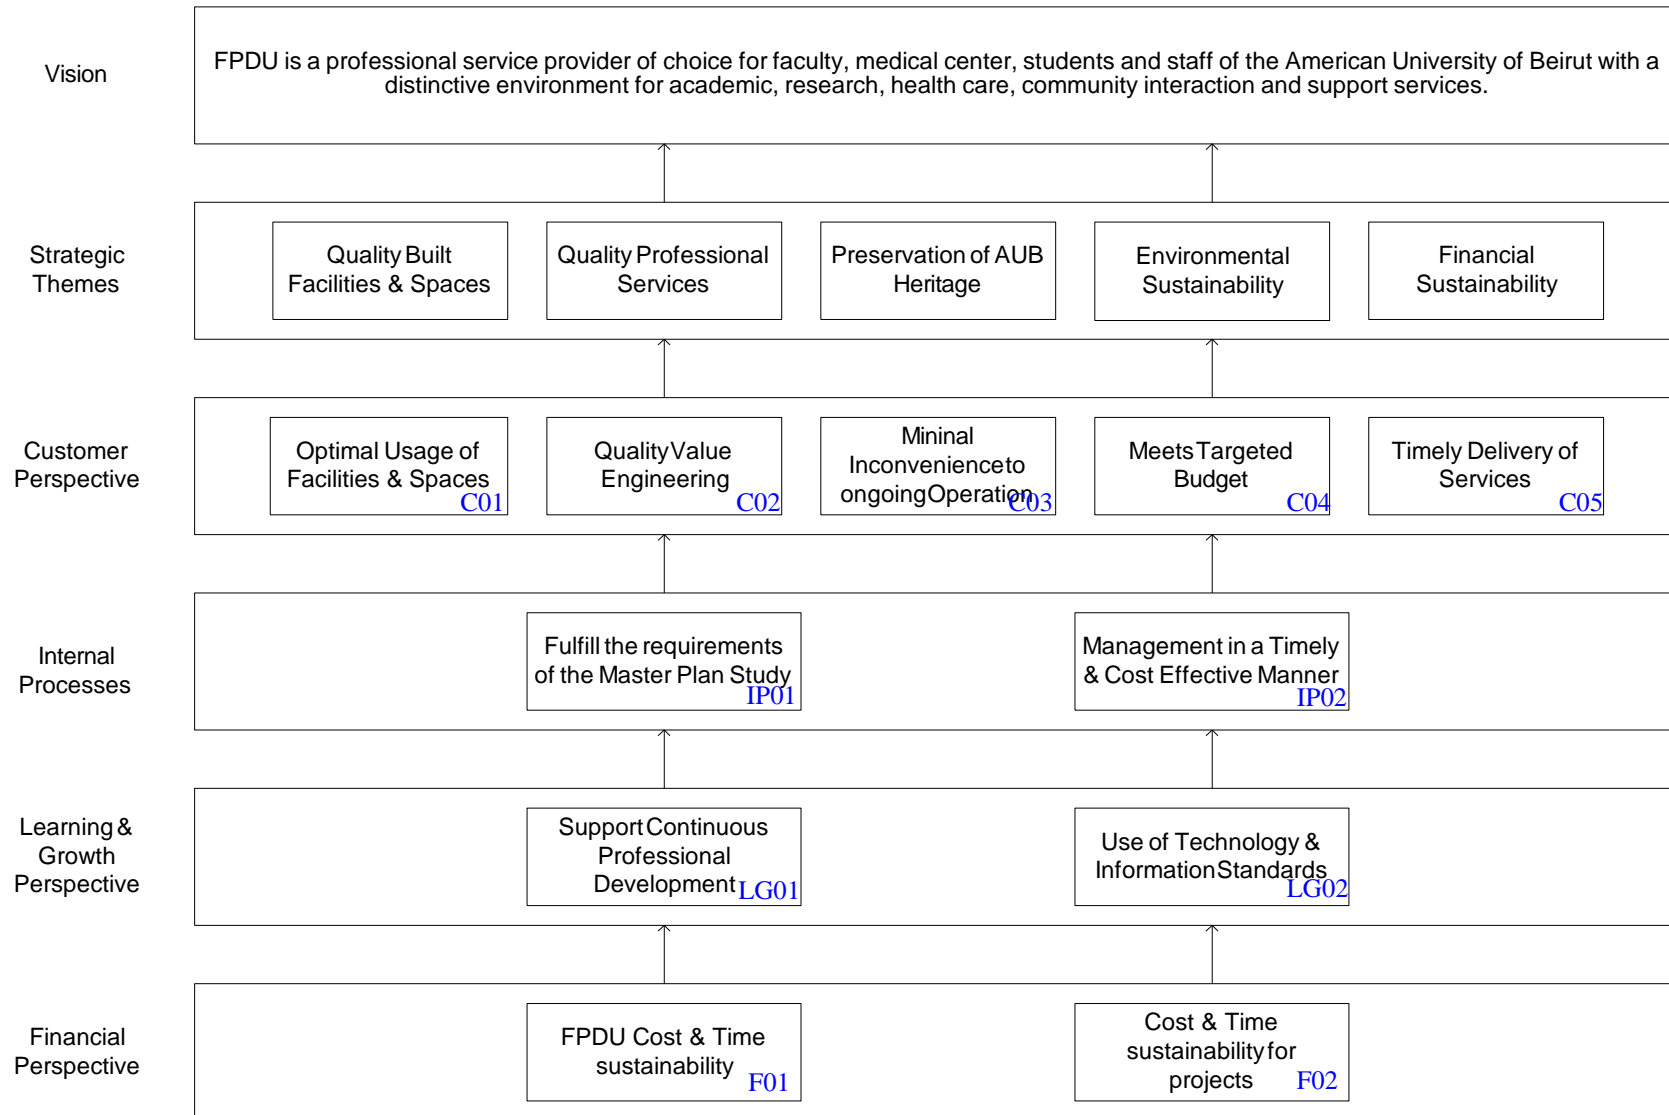 Vision
FPDU is a professional service provider of choice for faculty, medical center, students and staff of the American University of Beirut with a
distinctive environment for academic, research, health care, community interaction and support services.
Strategic
Themes
Quality Built
Facilities & Spaces
Quality Professional
Services
Preservation of AUB
Heritage
Environmental
Sustainability
Financial
Sustainability
Customer
Perspective
Optimal Usage of
Facilities & Spaces
C01
Quality Value
Engineering
C02
Mininal
Inconvenience to
ongoing Operation
C03
Meets Targeted
Budget
C04
Timely Delivery of
Services
C05
Internal
Processes
Fulfill the requirements
of the Master Plan Study
IP01
Management in a Timely
& Cost Effective Manner
IP02
Learning &
Growth
Perspective
Support Continuous
Professional
Development
LG01
Use of Technology &
Information Standards
LG02
Financial
Perspective
FPDU Cost & Time
sustainability
F01
Cost & Time
sustainability for
projects
F02